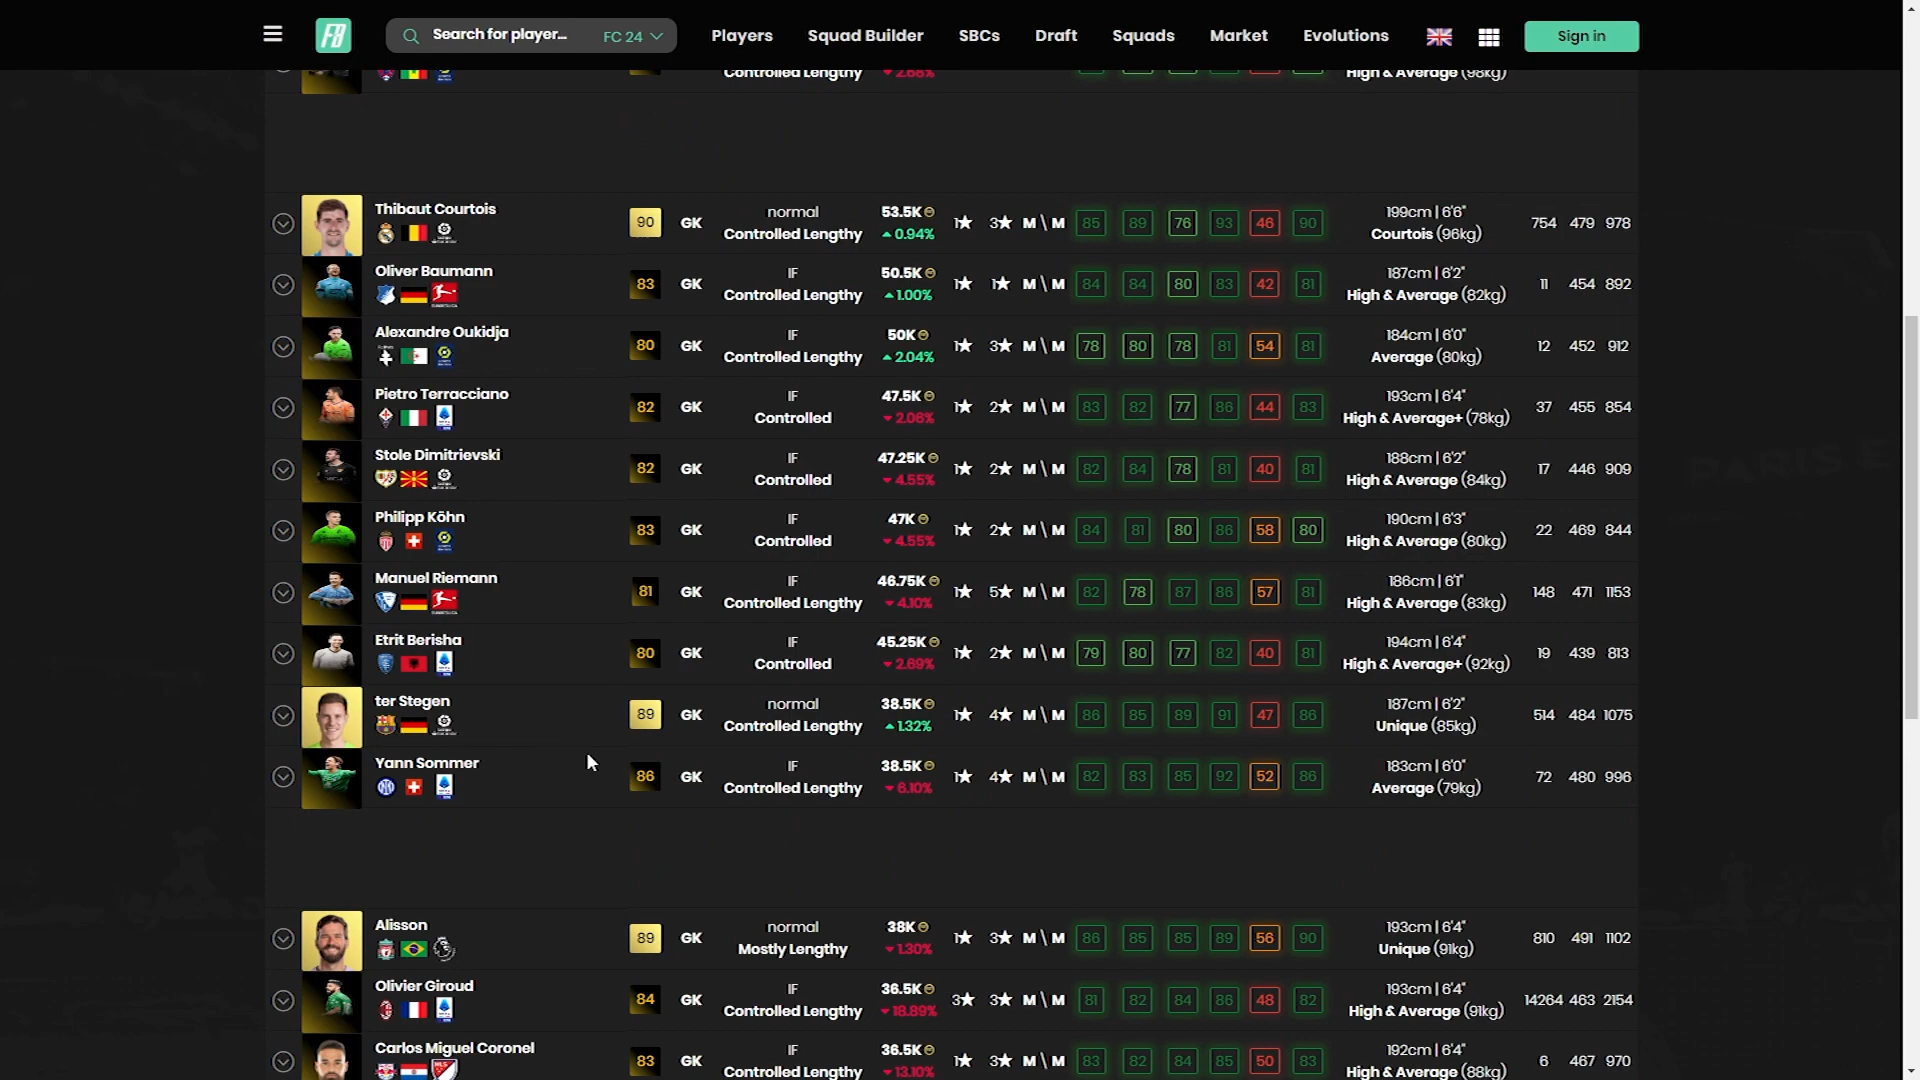 F8 Search for player... FC 24 Players Squad Builder SBCs Draft Squads Market Evolutions Sign in
Controlled Lengthy 2.68% High & Average (98kg)
Thibaut Courtois 90 GK normal Controlled Lengthy 53.5K 0.94% 1★ 3★ M \ M 85 89 76 93 46 90 199cm | 6'6" Courtois (96kg) 754 479 978
Oliver Baumann 83 GK IF Controlled Lengthy 50.5K 1.00% 1★ 1★ M \ M 84 84 80 83 42 81 187cm | 6'2" High & Average (82kg) 11 454 892
Alexandre Oukidja 80 GK IF Controlled Lengthy 50K 2.04% 1★ 3★ M \ M 78 80 78 81 54 81 184cm | 6'0" Average (80kg) 12 452 912
Pietro Terracciano 82 GK IF Controlled 47.5K 2.06% 1★ 2★ M \ M 83 82 77 86 44 83 193cm | 6'4" High & Average+ (78kg) 37 455 854
Stole Dimitrievski 82 GK IF Controlled 47.25K 4.55% 1★ 2★ M \ M 82 84 78 81 40 81 188cm | 6'2" High & Average (84kg) 17 446 909
Philipp Köhn 83 GK IF Controlled 47K 4.55% 1★ 2★ M \ M 84 81 80 86 58 80 190cm | 6'3" High & Average (80kg) 22 469 844
Manuel Riemann 81 GK IF Controlled Lengthy 46.75K 4.10% 1★ 5★ M \ M 82 78 87 86 57 81 186cm | 6'1" High & Average (83kg) 148 471 1153
Etrit Berisha 80 GK IF Controlled 45.25K 2.69% 1★ 2★ M \ M 79 80 77 82 40 81 194cm | 6'4" High & Average+ (92kg) 19 439 813
ter Stegen 89 GK normal Controlled Lengthy 38.5K 1.32% 1★ 4★ M \ M 86 85 89 91 47 86 187cm | 6'2" Unique (85kg) 514 484 1075
Yann Sommer 86 GK IF Controlled Lengthy 38.5K 6.10% 1★ 4★ M \ M 82 83 85 92 52 86 183cm | 6'0" Average (79kg) 72 480 996
Alisson 89 GK normal Mostly Lengthy 38K 1.30% 1★ 3★ M \ M 86 85 85 89 56 90 193cm | 6'4" Unique (91kg) 810 491 1102
Olivier Giroud 84 GK IF Controlled Lengthy 36.5K 18.89% 3★ 3★ M \ M 81 82 84 86 48 82 193cm | 6'4" High & Average (91kg) 14264 463 2154
Carlos Miguel Coronel 83 GK IF Controlled Lengthy 36.5K 13.10% 1★ 3★ M \ M 83 82 84 85 50 83 192cm | 6'4" High & Average (88kg) 6 467 970